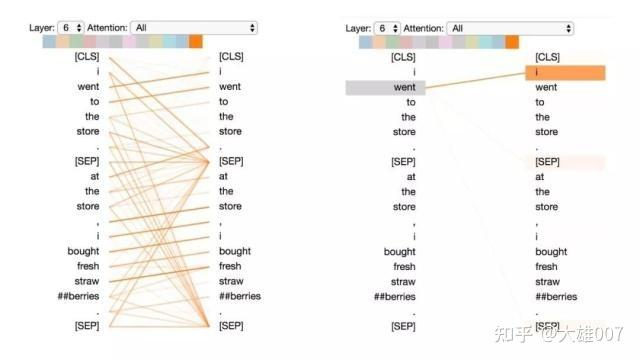 Layer: 6 Attention: All
[CLS] [CLS]
i i
went went
to to
the the
store store
. .
[SEP] [SEP]
at at
the the
store store
, ,
i i
bought bought
fresh fresh
straw straw
##berries ##berries
. .
[SEP] [SEP]
Layer: 6 Attention: All
[CLS] [CLS]
i i
went went
to to
the the
store store
. .
[SEP] [SEP]
at at
the the
store store
, ,
i i
bought bought
fresh fresh
straw straw
##berries ##berries
. .
[SEP] [SEP]
知乎 @大雄007